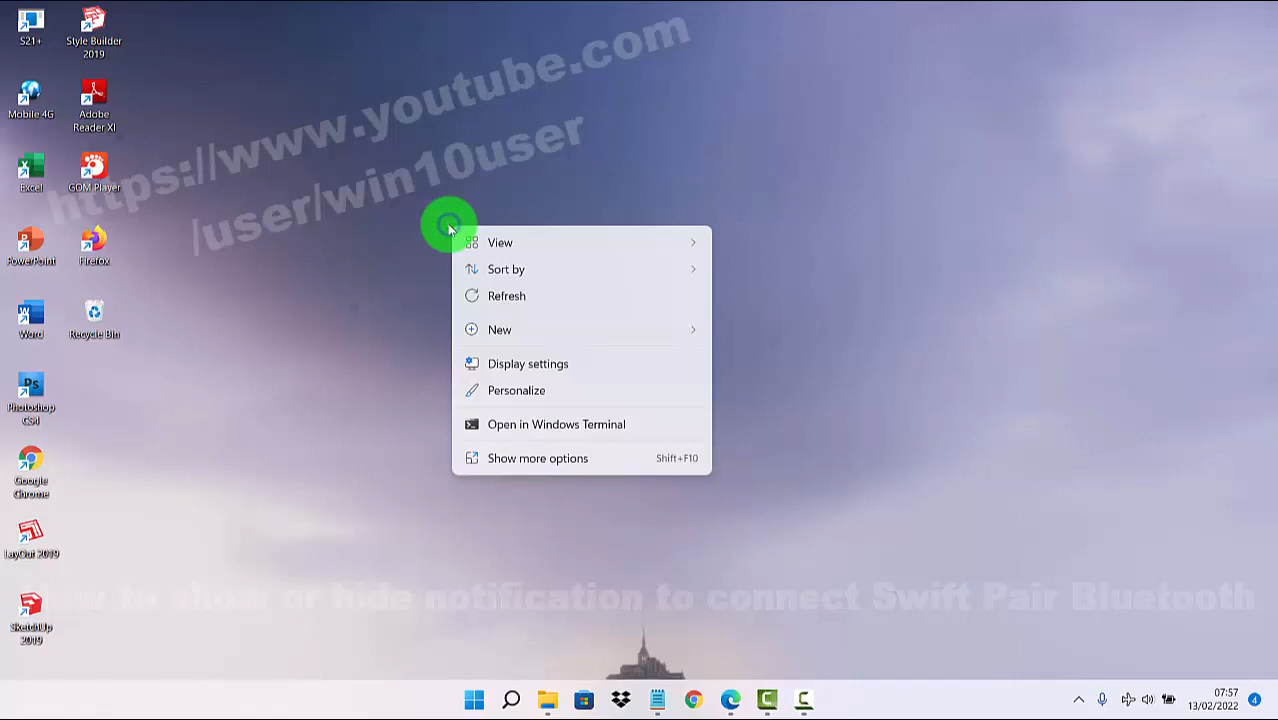 S21+
Style Builder
2019
Mobile 4G
Adobe
Reader XI
Excel
GOM Player
PowerPoint
Firefox
Word
Recycle Bin
Photoshop
CS4
Google
Chrome
LayOut 2019
SketchUp
2019
https://www.youtube.com
/user/win10user
View
Sort by
Refresh
New
Display settings
Personalize
Open in Windows Terminal
Show more options Shift+F10
to show or hide notification to connect Swift Pair Bluetooth
07:57
13/02/2022
4